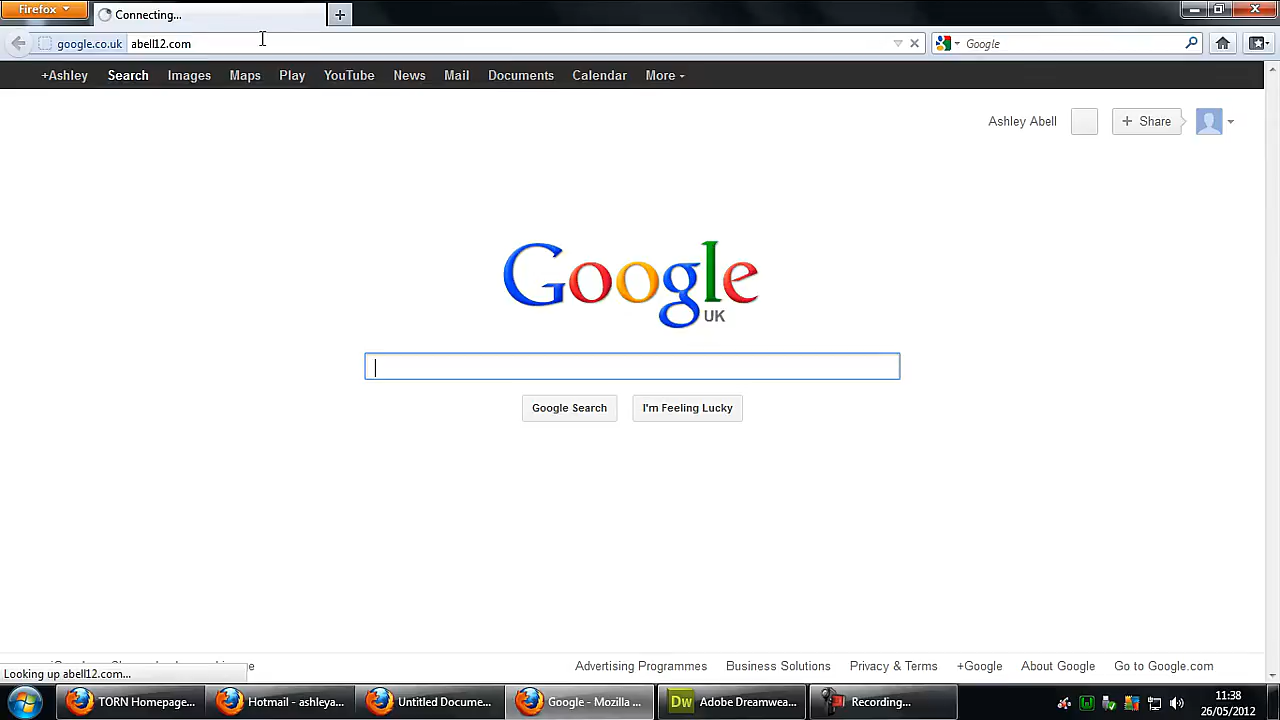 Firefox
Connecting...
google.co.uk abell12.com
Google
+Ashley Search Images Maps Play YouTube News Mail Documents Calendar More
Ashley Abell
+ Share
Google
UK
Google Search
I'm Feeling Lucky
Advertising Programmes Business Solutions Privacy & Terms +Google About Google Go to Google.com
Looking up abell12.com...
TORN Homepage...
Hotmail - ashleya...
Untitled Docume...
Google - Mozilla ...
Dw Adobe Dreamwea...
Recording...
11:38
26/05/2012